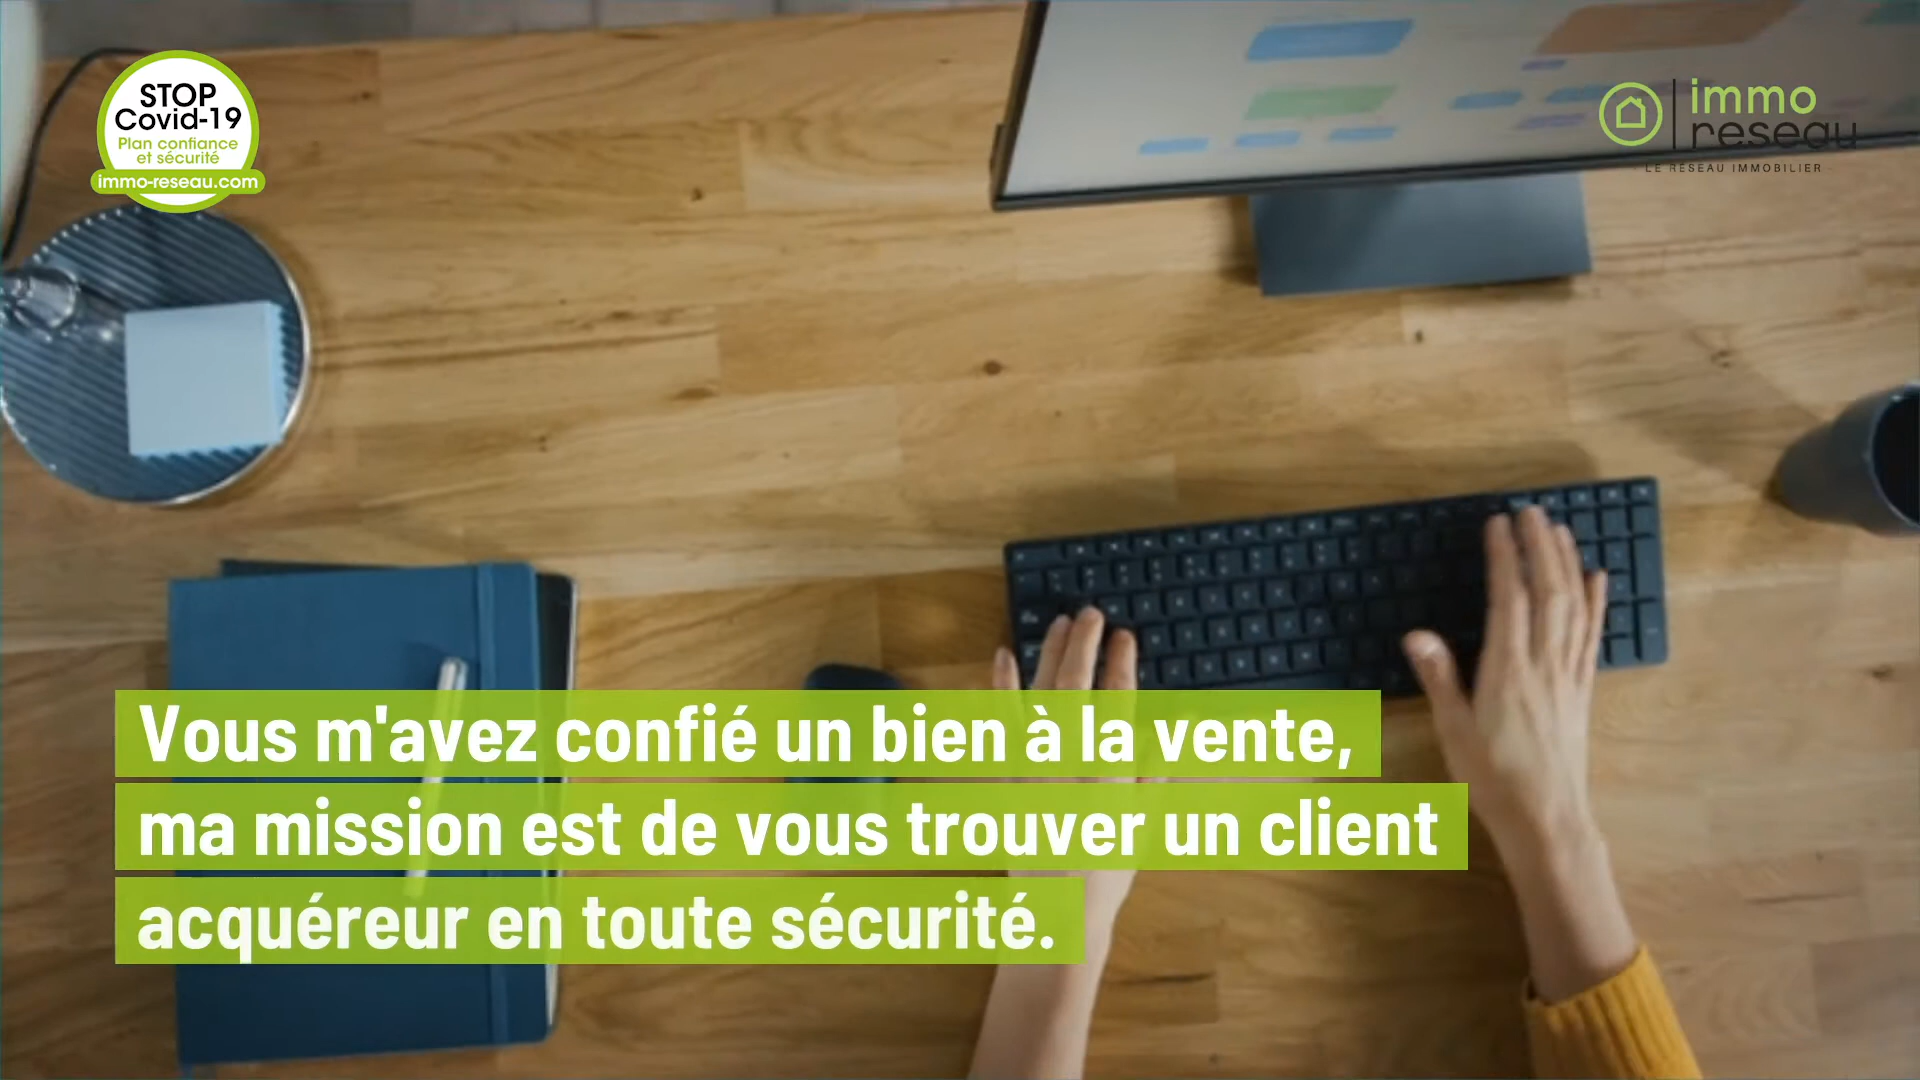 STOP
Covid-19
Plan confiance
et sécurité
immo-reseau.com
immo
reseau
LE RÉSEAU IMMOBILIER
Vous m'avez confié un bien à la vente,
ma mission est de vous trouver un client
acquéreur en toute sécurité.